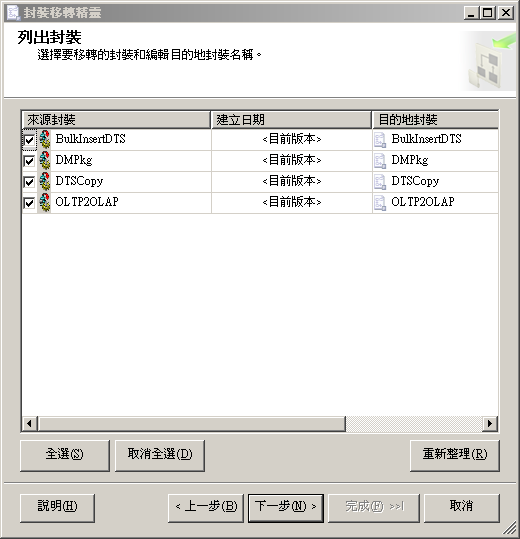 封裝移轉精靈
列出封裝
選擇要移轉的封裝和編輯目的地封裝名稱。
來源封裝 建立日期 目的地封裝
BulkInsertDTS <目前版本> BulkInsertDTS
DMPkg <目前版本> DMPkg
DTSCopy <目前版本> DTSCopy
OLTP2OLAP <目前版本> OLTP2OLAP
全選(S) 取消全選(D) 重新整理(R)
說明(H) < 上一步(B) 下一步(N) > 完成(F) >>| 取消